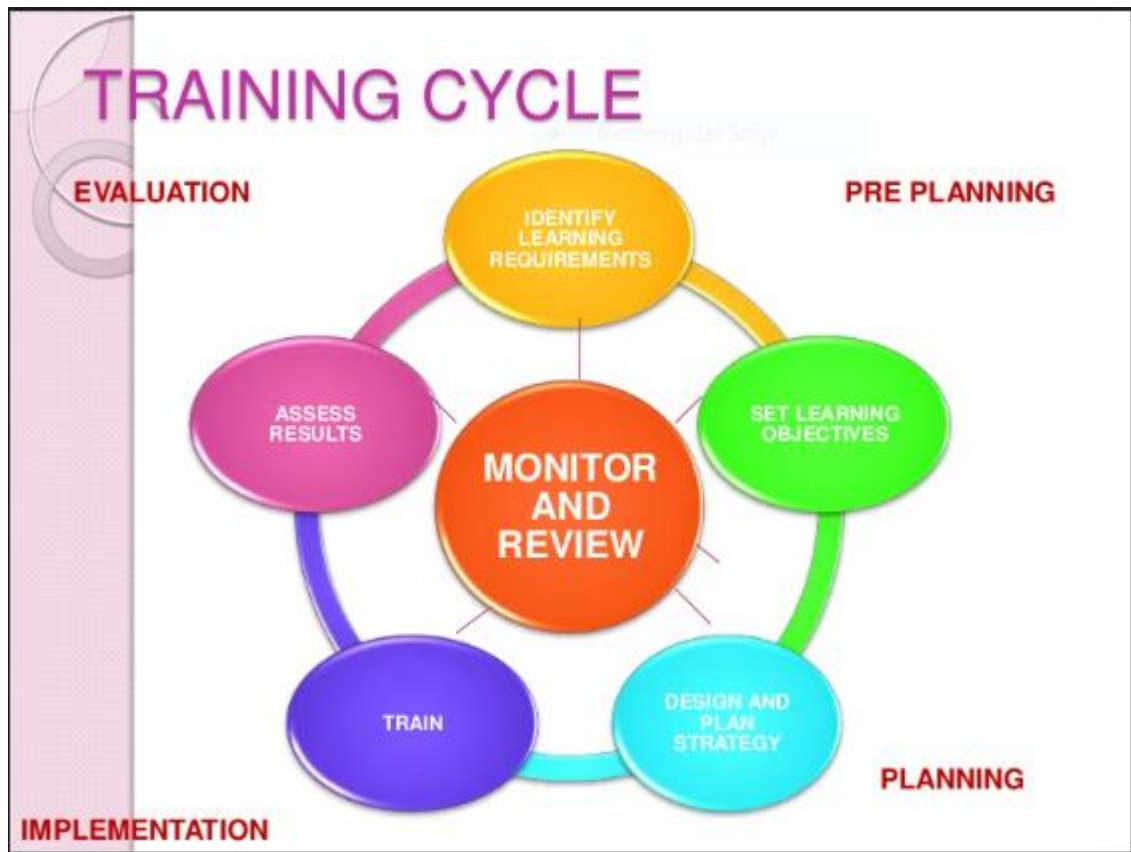 TRAINING CYCLE
EVALUATION
PRE PLANNING
IDENTIFY
LEARNING
REQUIREMENTS
ASSESS
RESULTS
SET LEARNING
OBJECTIVES
MONITOR
AND
REVIEW
TRAIN
DESIGN AND
PLAN
STRATEGY
PLANNING
IMPLEMENTATION